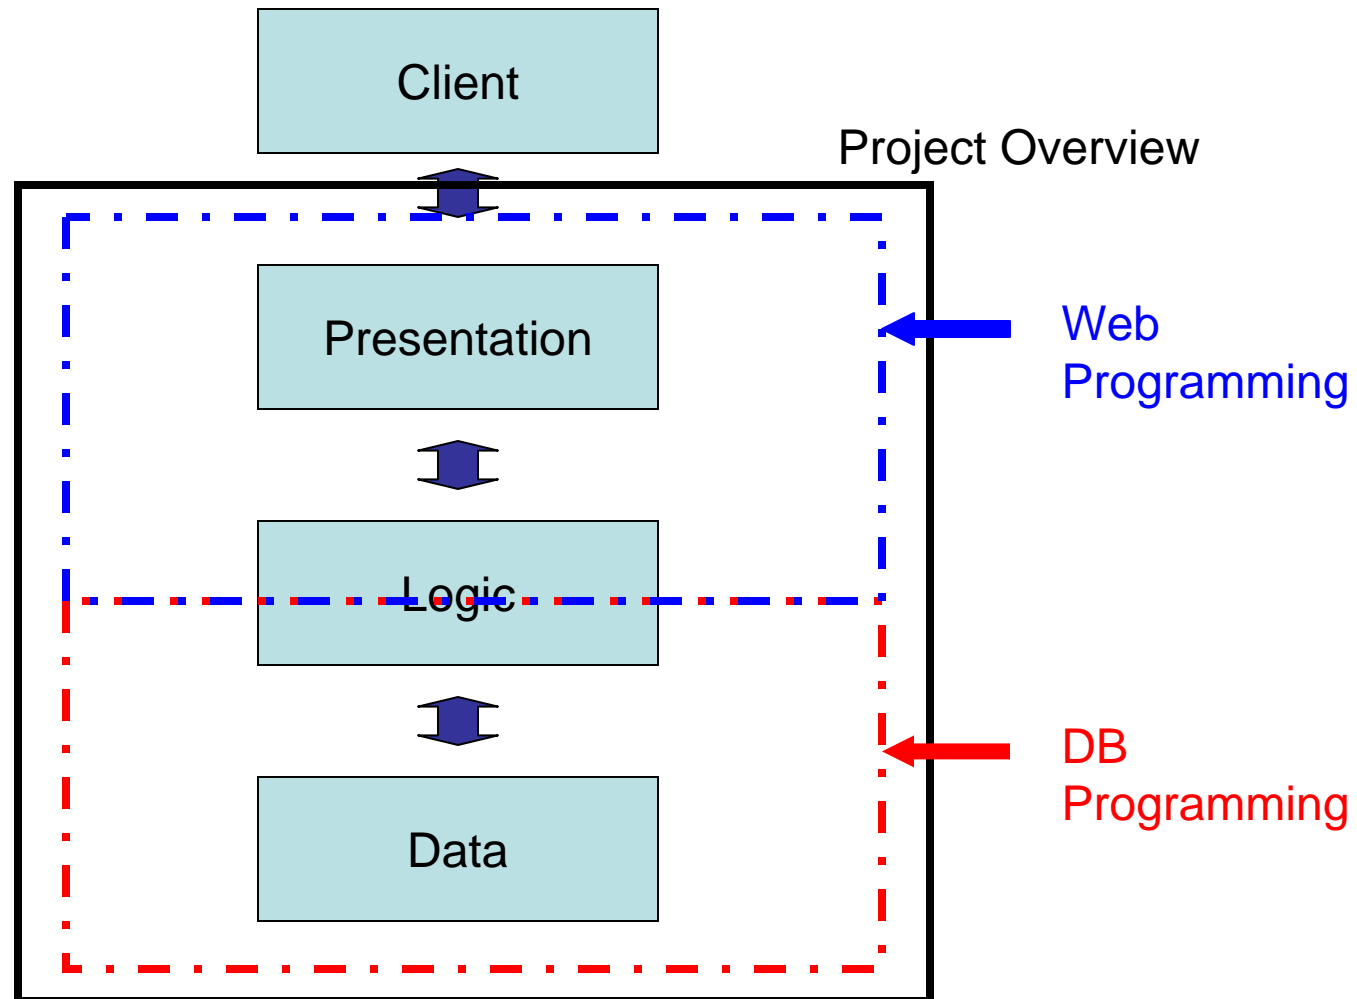 Client
Project Overview
Presentation
Web
Programming
Logic
DB
Programming
Data